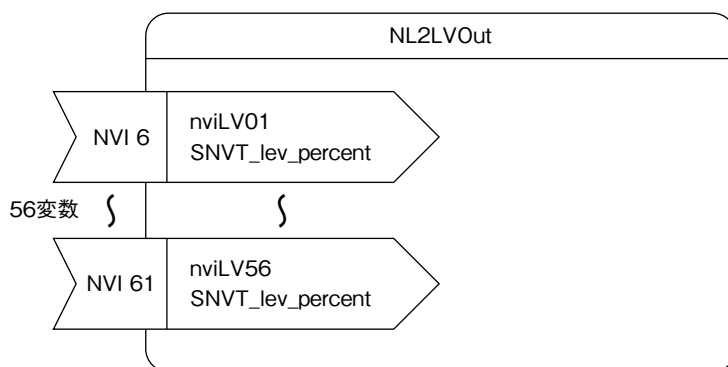 NL2LVOut
NVI 6
nviLV01
SNVT_lev_percent
56変数
NVI 61
nviLV56
SNVT_lev_percent